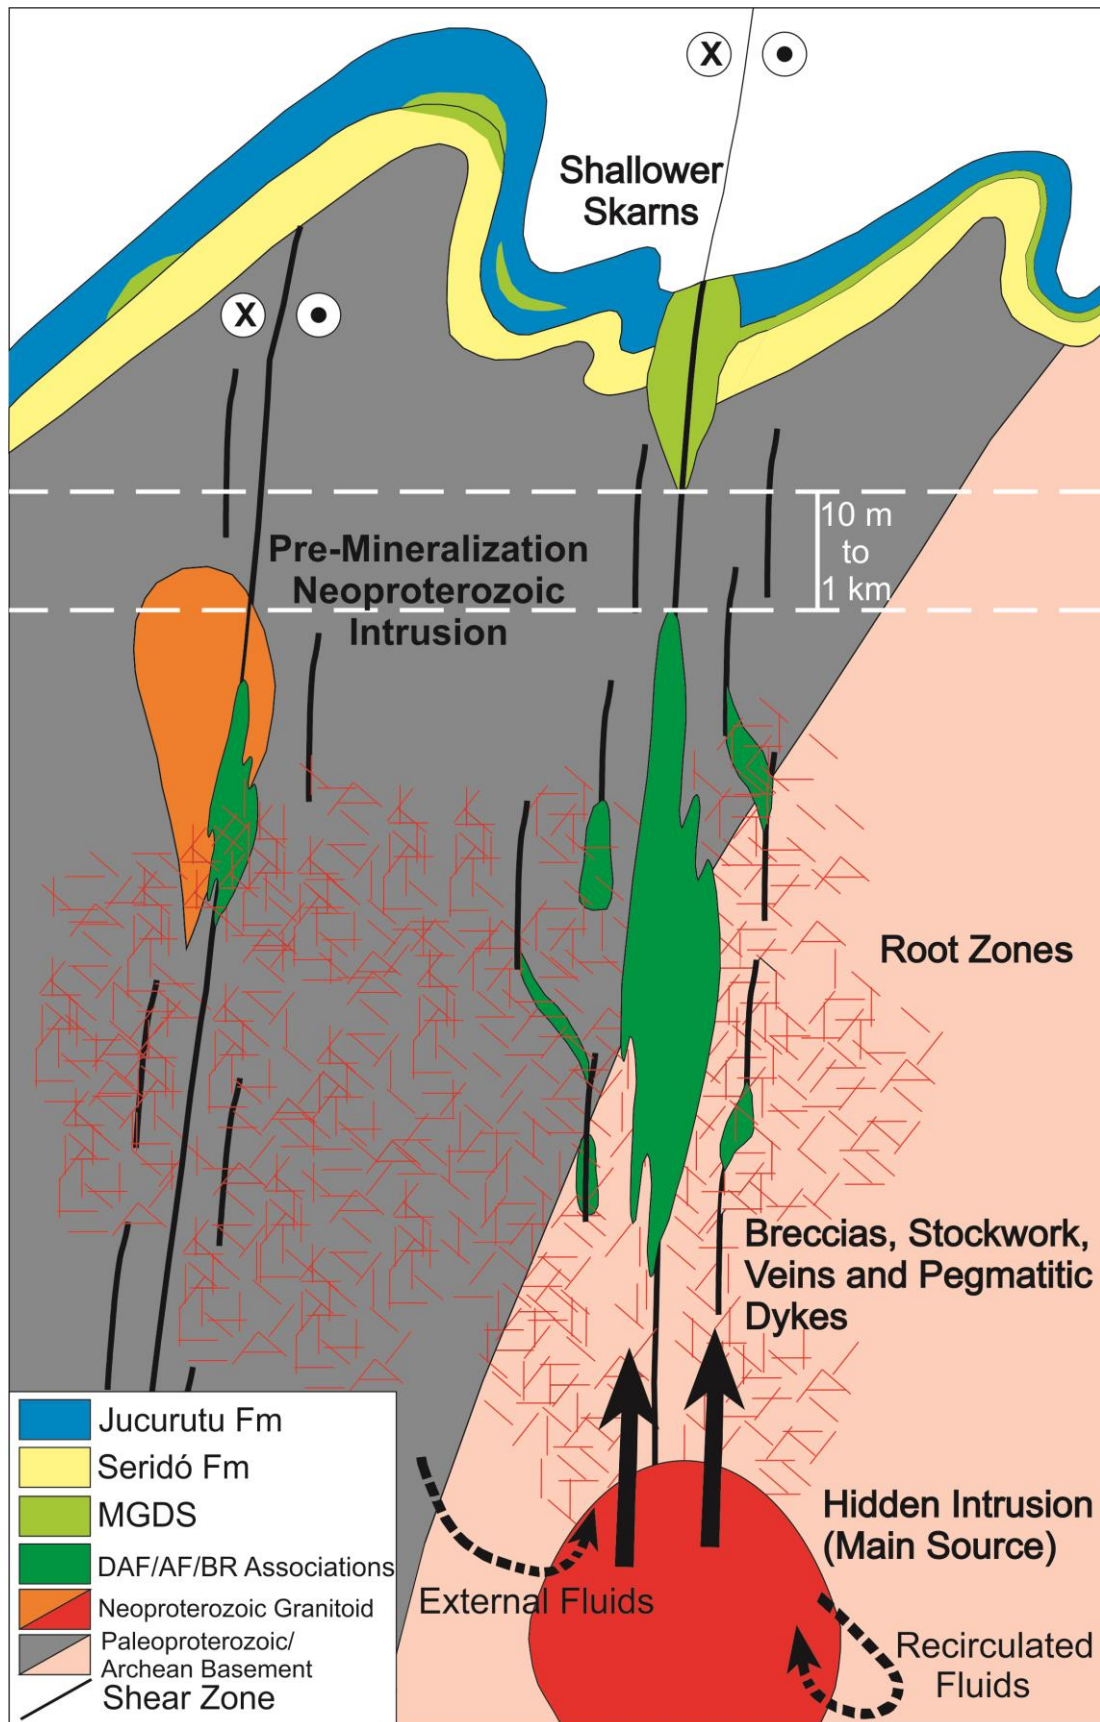 X
Shallower
Skarns
X
10 m
to
1 km
Pre-Mineralization
Neoproterozoic
Intrusion
Root Zones
Breccias, Stockwork,
Veins and Pegmatitic
Dykes
Hidden Intrusion
(Main Source)
External Fluids
Recirculated
Fluids
Jucurutu Fm
Seridó Fm
MGDS
DAF/AF/BR Associations
Neoproterozoic Granitoid
Paleoproterozoic/
Archean Basement
Shear Zone